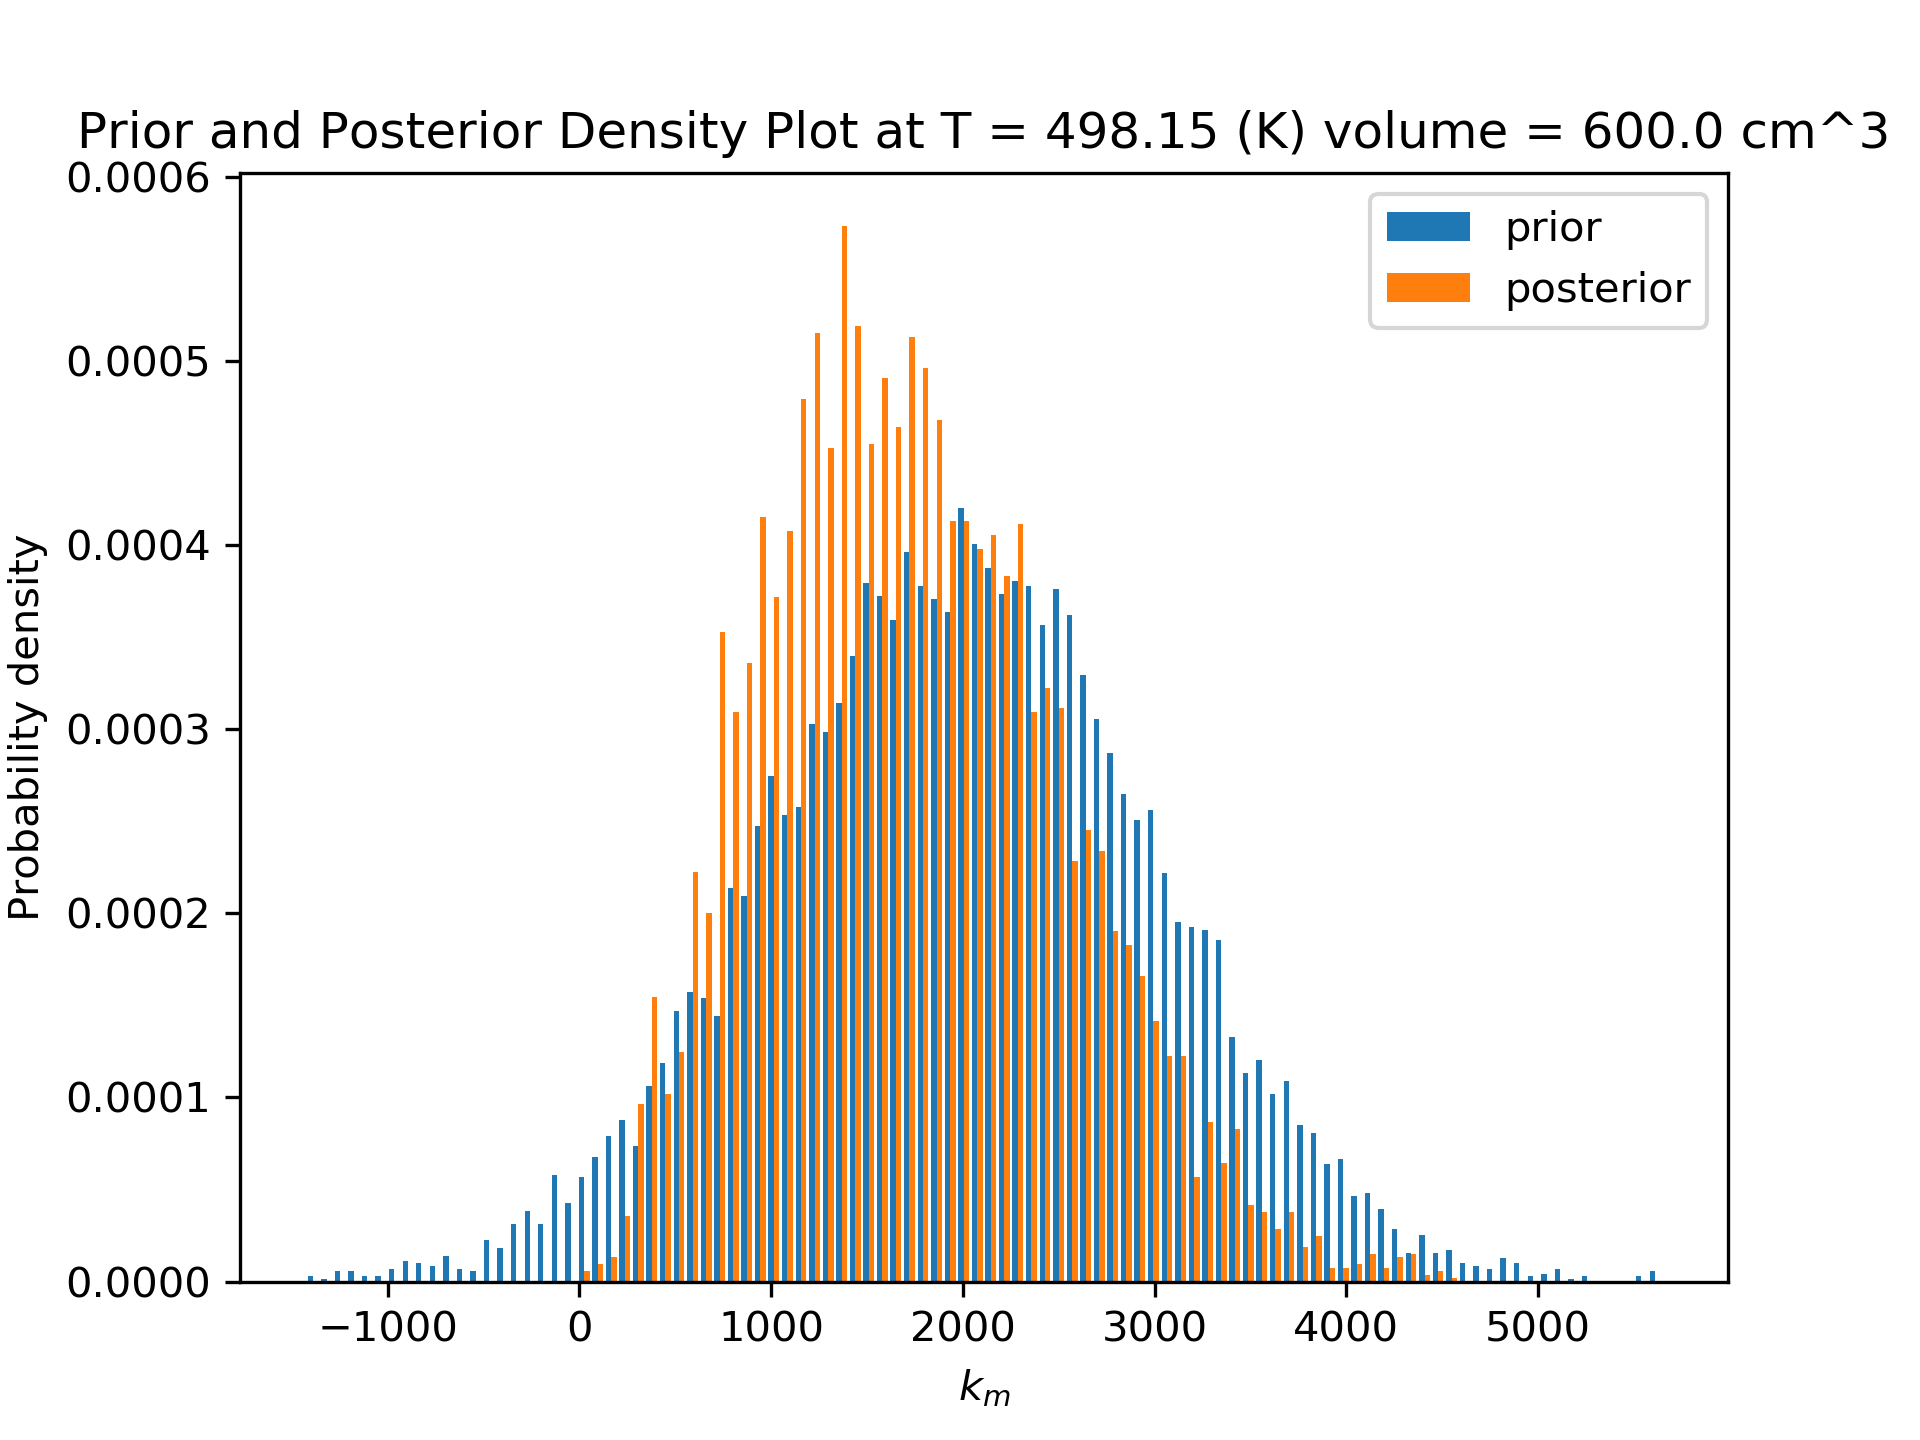 Prior and Posterior Density Plot at T = 498.15 (K) volume = 600.0 cm^3
prior
posterior
Probability density
0.0006
0.0005
0.0004
0.0003
0.0002
0.0001
0.0000
−1000 0 1000 2000 3000 4000 5000
k_m